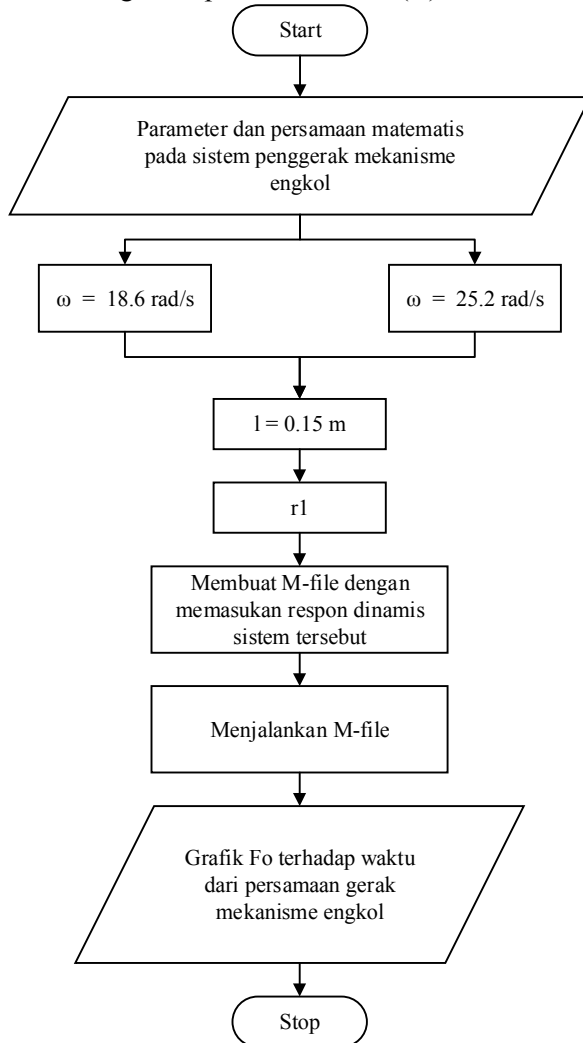 Start
Parameter dan persamaan matematis
pada sistem penggerak mekanisme
engkol
ω = 18.6 rad/s
ω = 25.2 rad/s
l = 0.15 m
r1
Membuat M-file dengan
memasukan respon dinamis
sistem tersebut
Menjalankan M-file
Grafik Fo terhadap waktu
dari persamaan gerak
mekanisme engkol
Stop